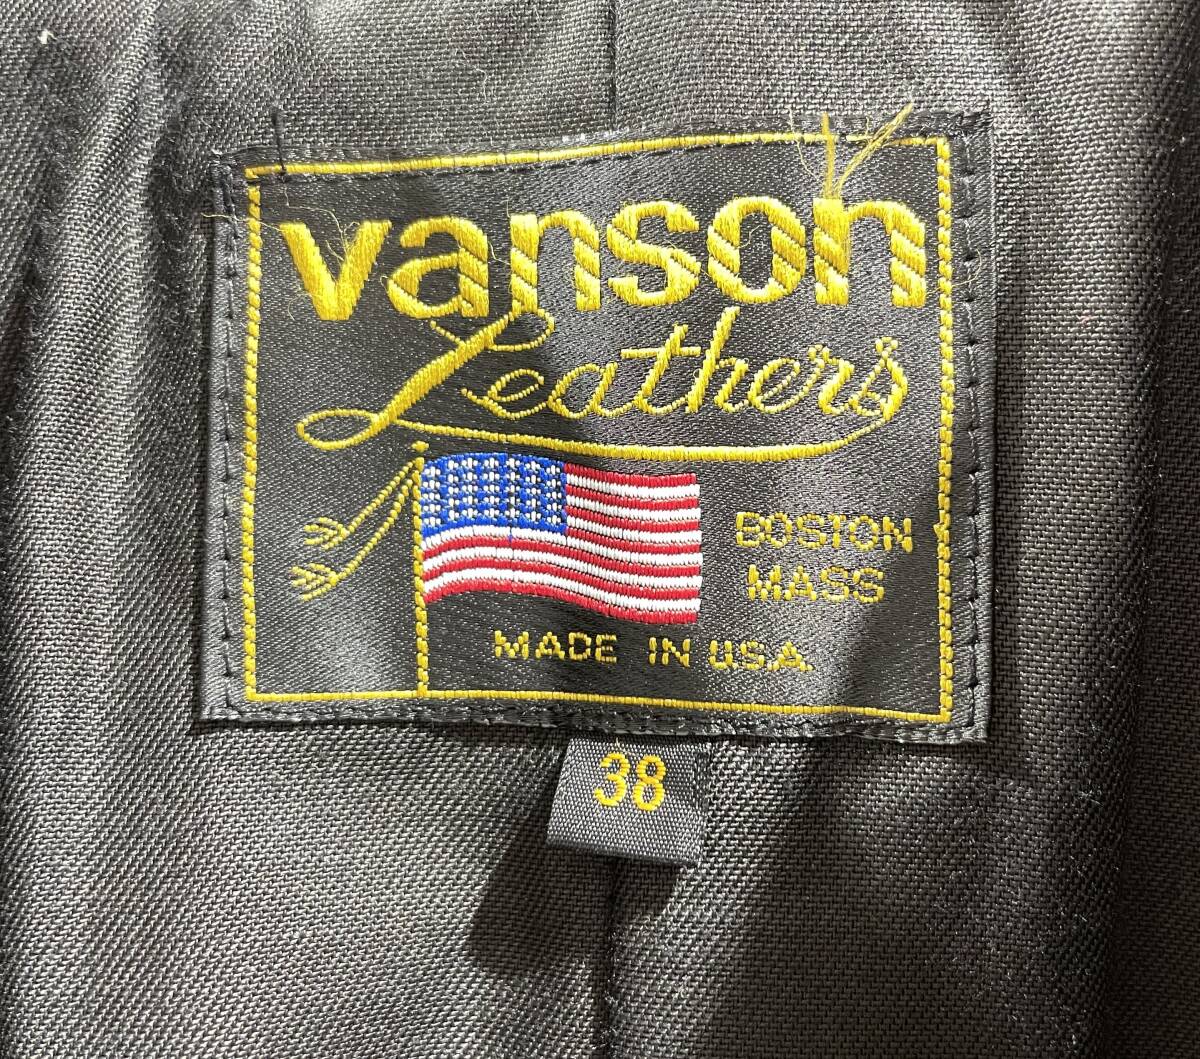 vanson
Leathers
BOSTON
MASS
MADE IN U.S.A.
38